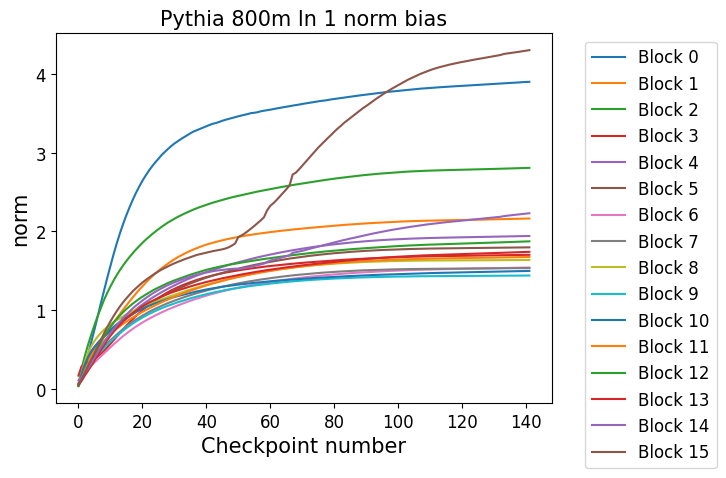 Pythia 800m ln 1 norm bias
norm
4
3
2
1
0
0 20 40 60 80 100 120 140
Checkpoint number
Block 0
Block 1
Block 2
Block 3
Block 4
Block 5
Block 6
Block 7
Block 8
Block 9
Block 10
Block 11
Block 12
Block 13
Block 14
Block 15